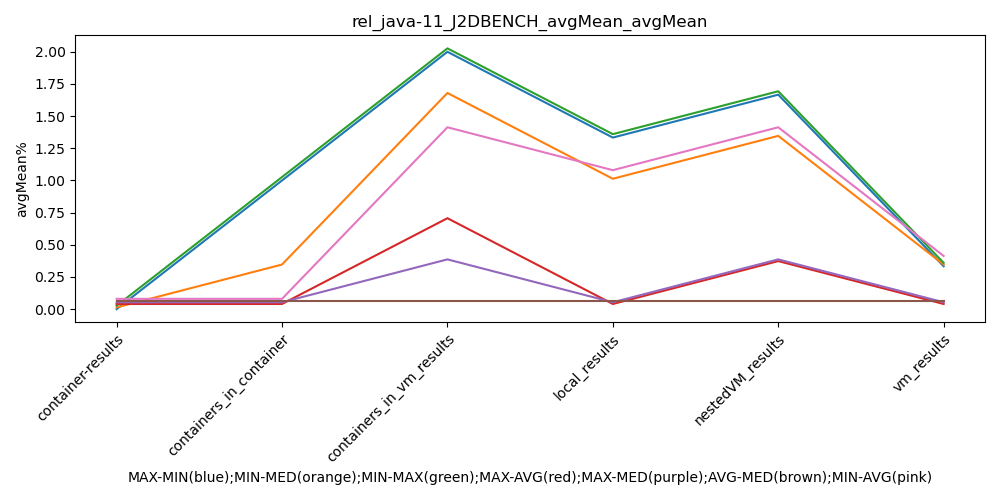 rel_java-11_J2DBENCH_avgMean_avgMean
avgMean%
2.00
1.75
1.50
1.25
1.00
0.75
0.50
0.25
0.00
container-results
containers_in_container
containers_in_vm_results
local_results
nestedVM_results
vm_results
MAX-MIN(blue);MIN-MED(orange);MIN-MAX(green);MAX-AVG(red);MAX-MED(purple);AVG-MED(brown);MIN-AVG(pink)